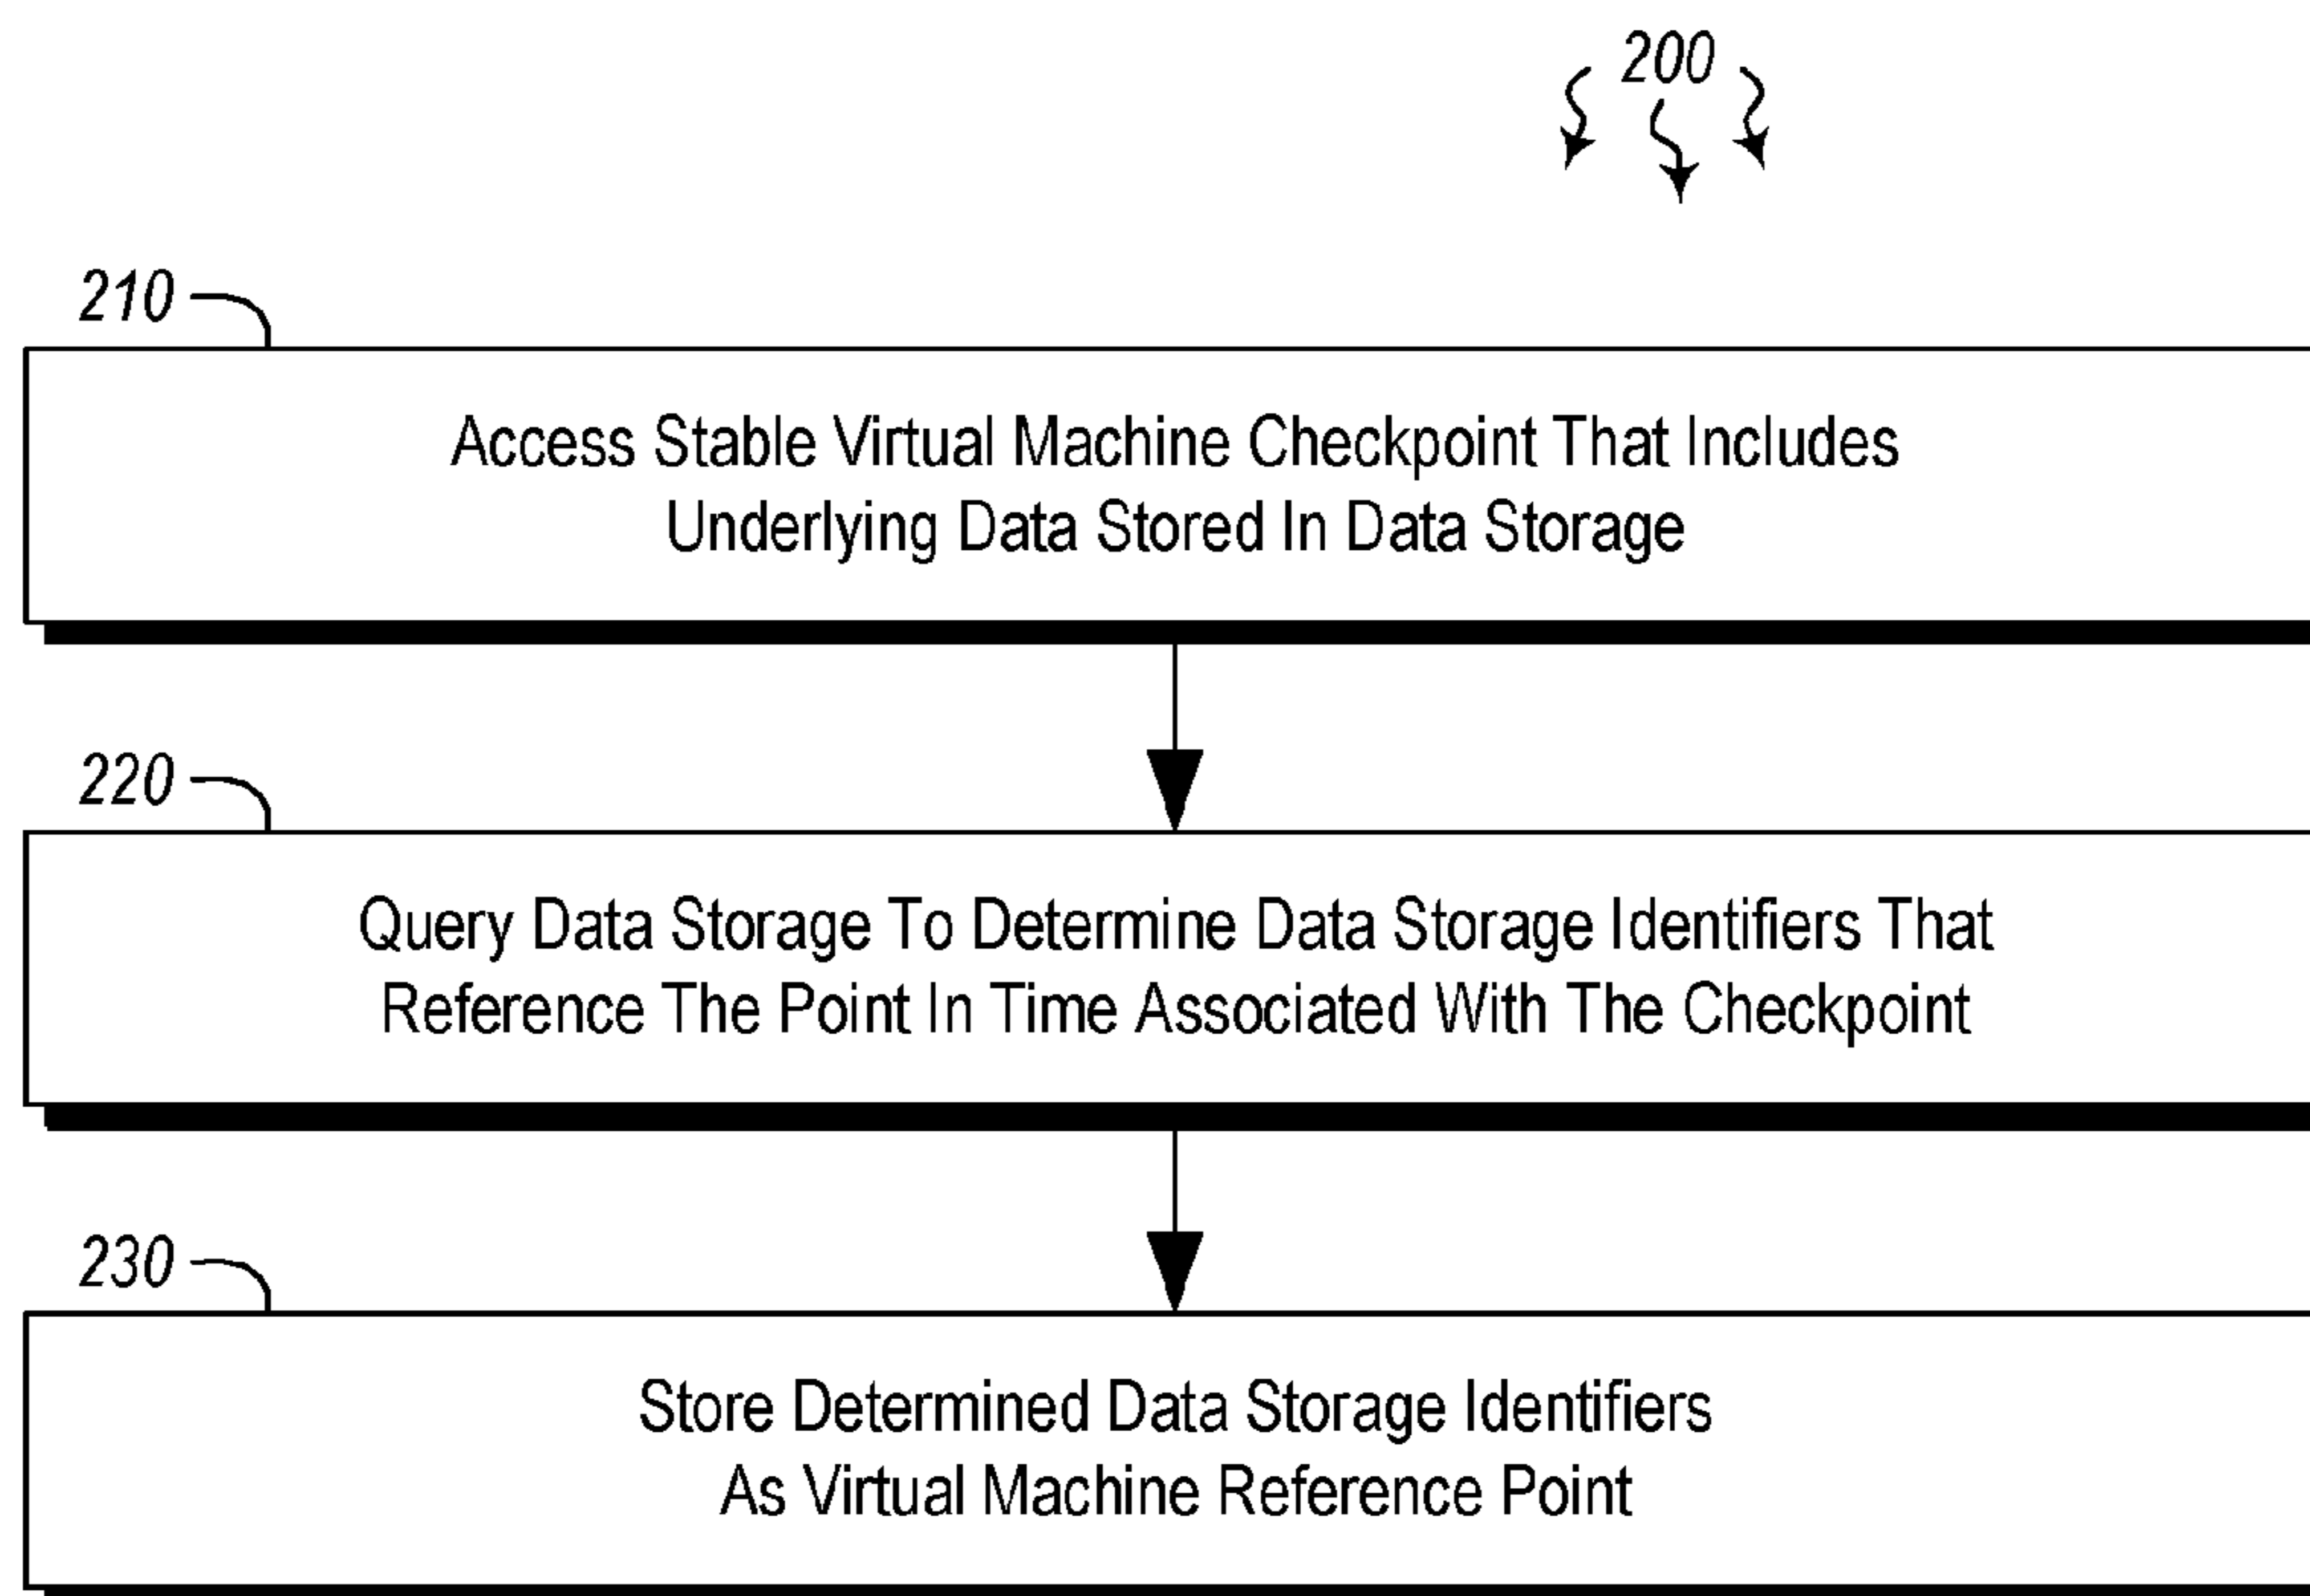 200
210
Access Stable Virtual Machine Checkpoint That Includes
Underlying Data Stored In Data Storage
220
Query Data Storage To Determine Data Storage Identifiers That
Reference The Point In Time Associated With The Checkpoint
230
Store Determined Data Storage Identifiers
As Virtual Machine Reference Point